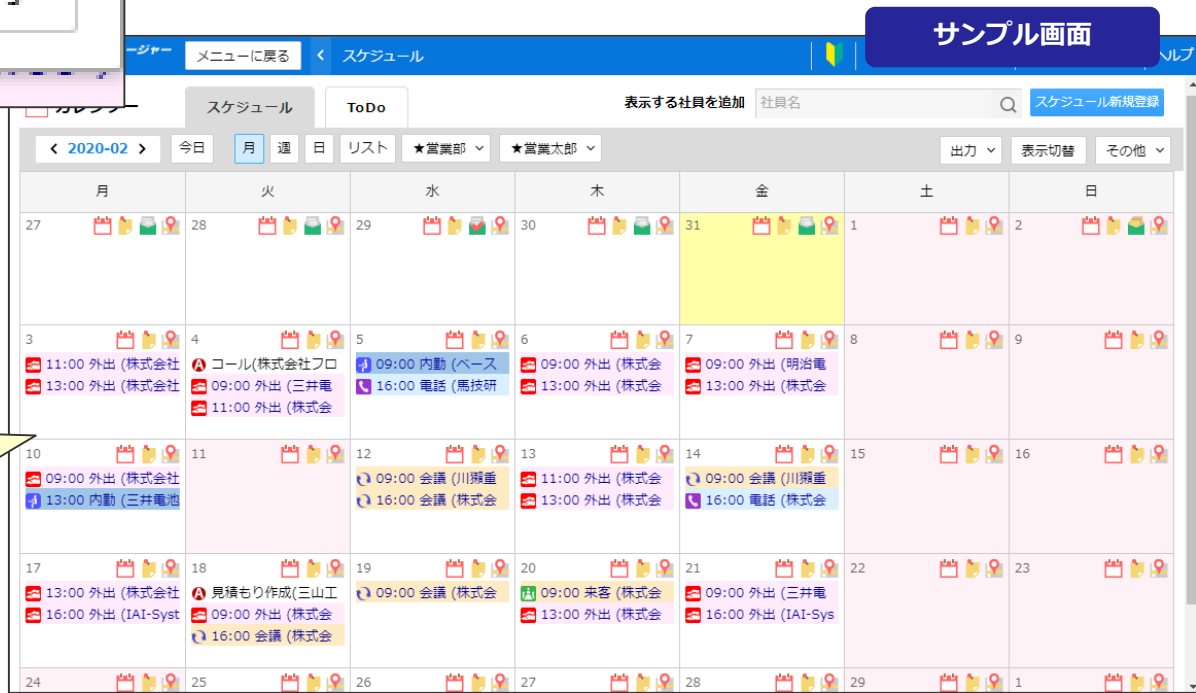 サンプル画面
ージャー メニューに戻る < スケジュール ヘルプ
カレンダー スケジュール ToDo 表示する社員を追加 社員名 スケジュール新規登録
< 2020-02 > 今日 月 週 日 リスト ★営業部 ★営業太郎 出力 表示切替 その他
月 火 水 木 金 土 日
27 28 29 30 31 1 2
3 4 5 6 7 8 9
11:00 外出 (株式会社 コール(株式会社フロ 09:00 内勤 (ベース 09:00 外出 (株式会 09:00 外出 (明治電
13:00 外出 (株式会社 09:00 外出 (三井電 16:00 電話 (馬技研 13:00 外出 (株式会 13:00 外出 (株式会
11:00 外出 (株式会
10 11 12 13 14 15 16
09:00 外出 (株式会社 09:00 会議 (川瀬重 11:00 外出 (株式会 09:00 会議 (川瀬重
13:00 内勤 (三井電池 16:00 会議 (株式会 13:00 外出 (株式会 16:00 電話 (株式会
17 18 19 20 21 22 23
13:00 外出 (株式会社 見積もり作成(三山工 09:00 会議 (株式会 09:00 来客 (株式会 09:00 外出 (三井電
16:00 外出 (IAI-Syst 09:00 外出 (株式会 13:00 外出 (株式会 16:00 外出 (IAI-Sys
16:00 会議 (株式会
24 25 26 27 28 29 1